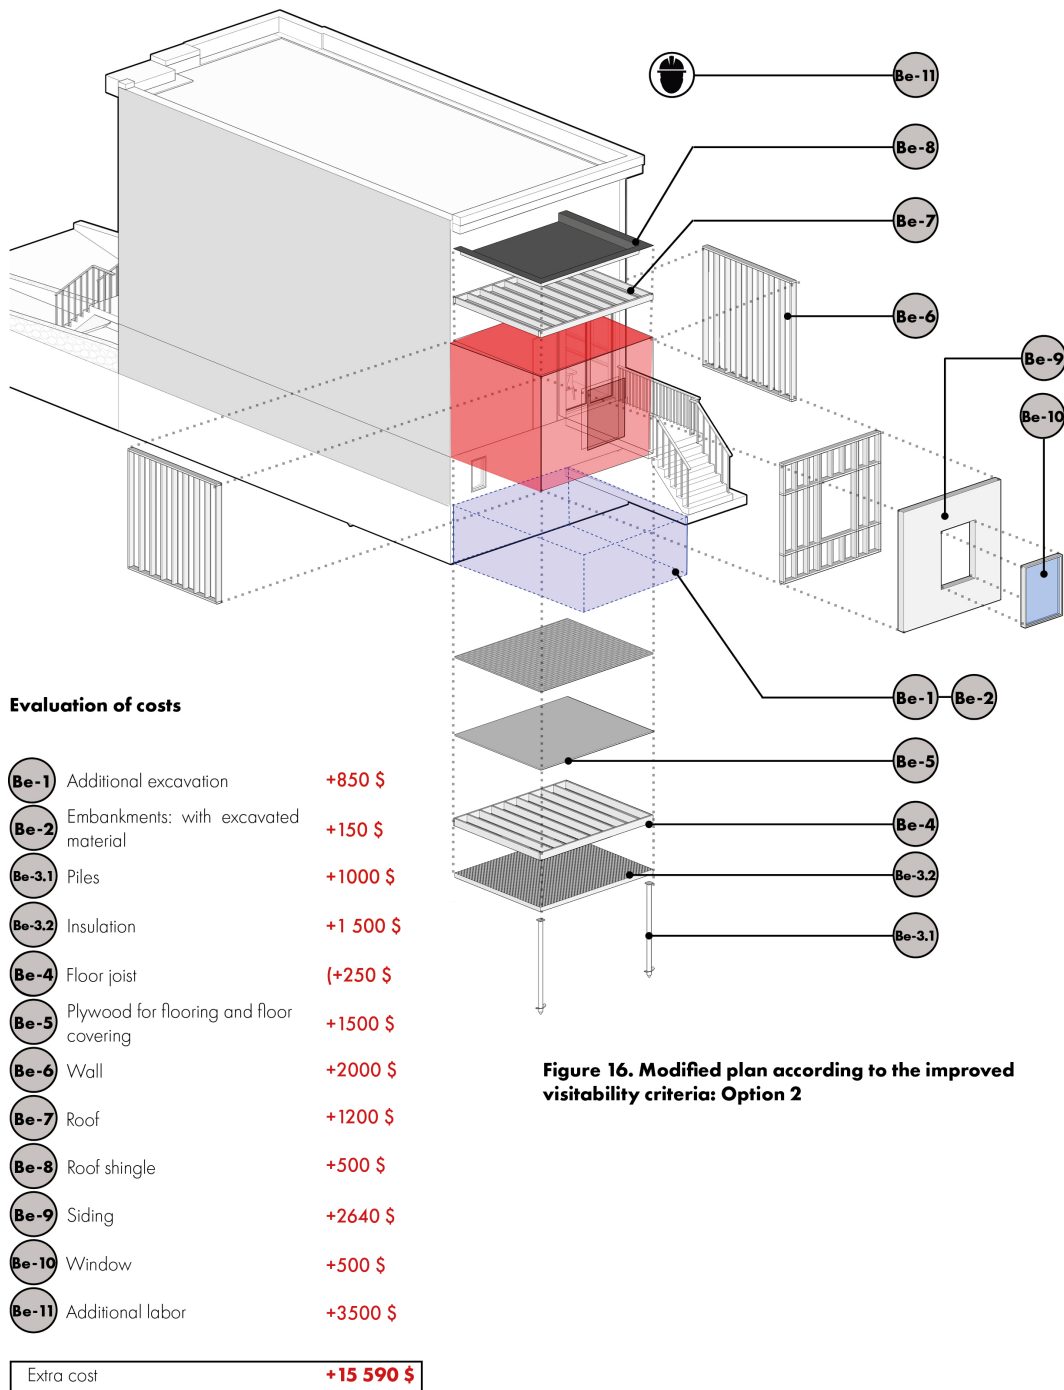 Be-11
Be-8
Be-7
Be-6
Be-9
Be-10
Be-1 Be-2
Be-5
Be-4
Be-3.2
Be-3.1
Evaluation of costs
Be-1 Additional excavation +850 $
Be-2 Embankments: with excavated
material +150 $
Be-3.1 Piles +1000 $
Be-3.2 Insulation +1 500 $
Be-4 Floor joist (+250 $
Be-5 Plywood for flooring and floor
covering +1500 $
Be-6 Wall +2000 $
Be-7 Roof +1200 $
Be-8 Roof shingle +500 $
Be-9 Siding +2640 $
Be-10 Window +500 $
Be-11 Additional labor +3500 $
Extra cost +15 590 $
Figure 16. Modified plan according to the improved
visitability criteria: Option 2